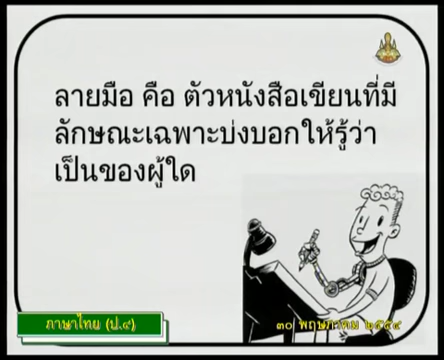 ลายมือ คือ ตัวหนังสือเขียนที่มี
ลักษณะเฉพาะบ่งบอกให้รู้ว่า
เป็นของผู้ใด
ภาษาไทย (ป.๔)
๓๐ พฤษภาคม ๒๕๕๔